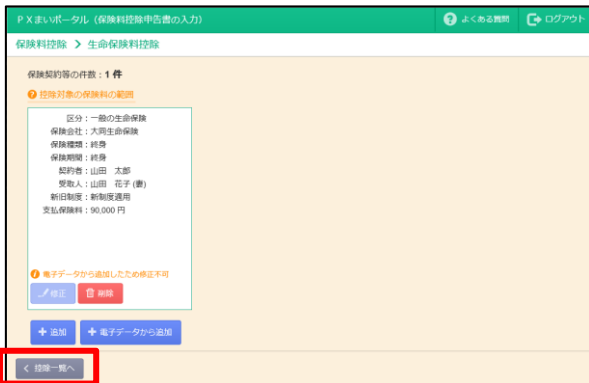 PXまいポータル（保険料控除申告書の入力）
よくある質問
ログアウト
保険料控除 > 生命保険料控除
保険契約等の件数：1 件
控除対象の保険料の範囲
区分：一般の生命保険
保険会社：大同生命保険
保険種類：終身
保険期間：終身
契約者：山田　太郎
受取人：山田　花子 (妻)
新旧制度：新制度適用
支払保険料：90,000 円
電子データから追加したため修正不可
修正
削除
+ 追加
+ 電子データから追加
< 控除一覧へ